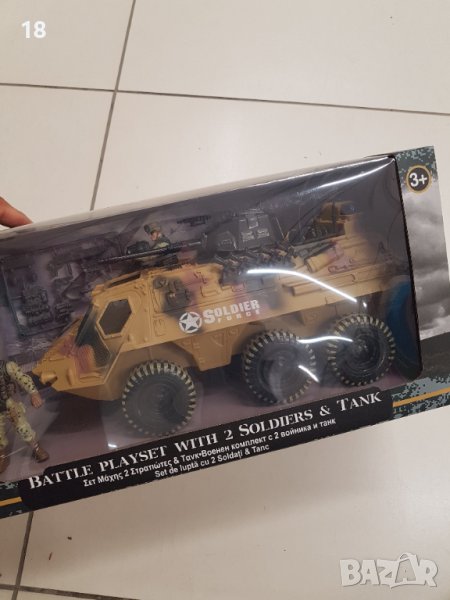 18
3+
SOLDIER
FORCE
BATTLE PLAYSET WITH 2 SOLDIERS & TANK
Σετ Μάχης 2 Στρατιώτες & Τανκ•Военен комплект с 2 войника и танк
Set de luptă cu 2 Soldați & Tanc
BAZAR